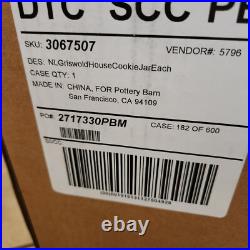 DTC SCC PE
SKU: 3067507
VENDOR#: 5796
DES: NLGriswoldHouseCookieJarEach
CASE QTY: 1
MADE IN: CHINA, FOR Pottery Barn
San Francisco, CA 94109
PO# 2717330PBM
CASE: 182 OF 600